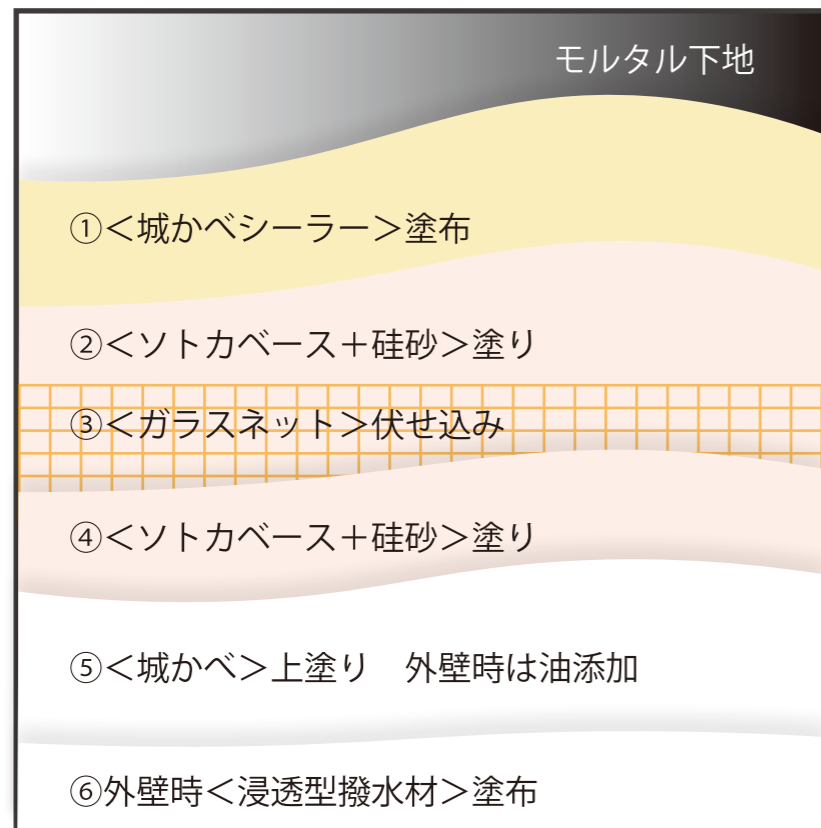 モルタル下地
①＜城かベシーラー＞塗布
②＜ソトカベース＋硅砂＞塗り
③＜ガラスネット＞伏せ込み
④＜ソトカベース＋硅砂＞塗り
⑤＜城かべ＞上塗り　外壁時は油添加
⑥外壁時＜浸透型撥水材＞塗布